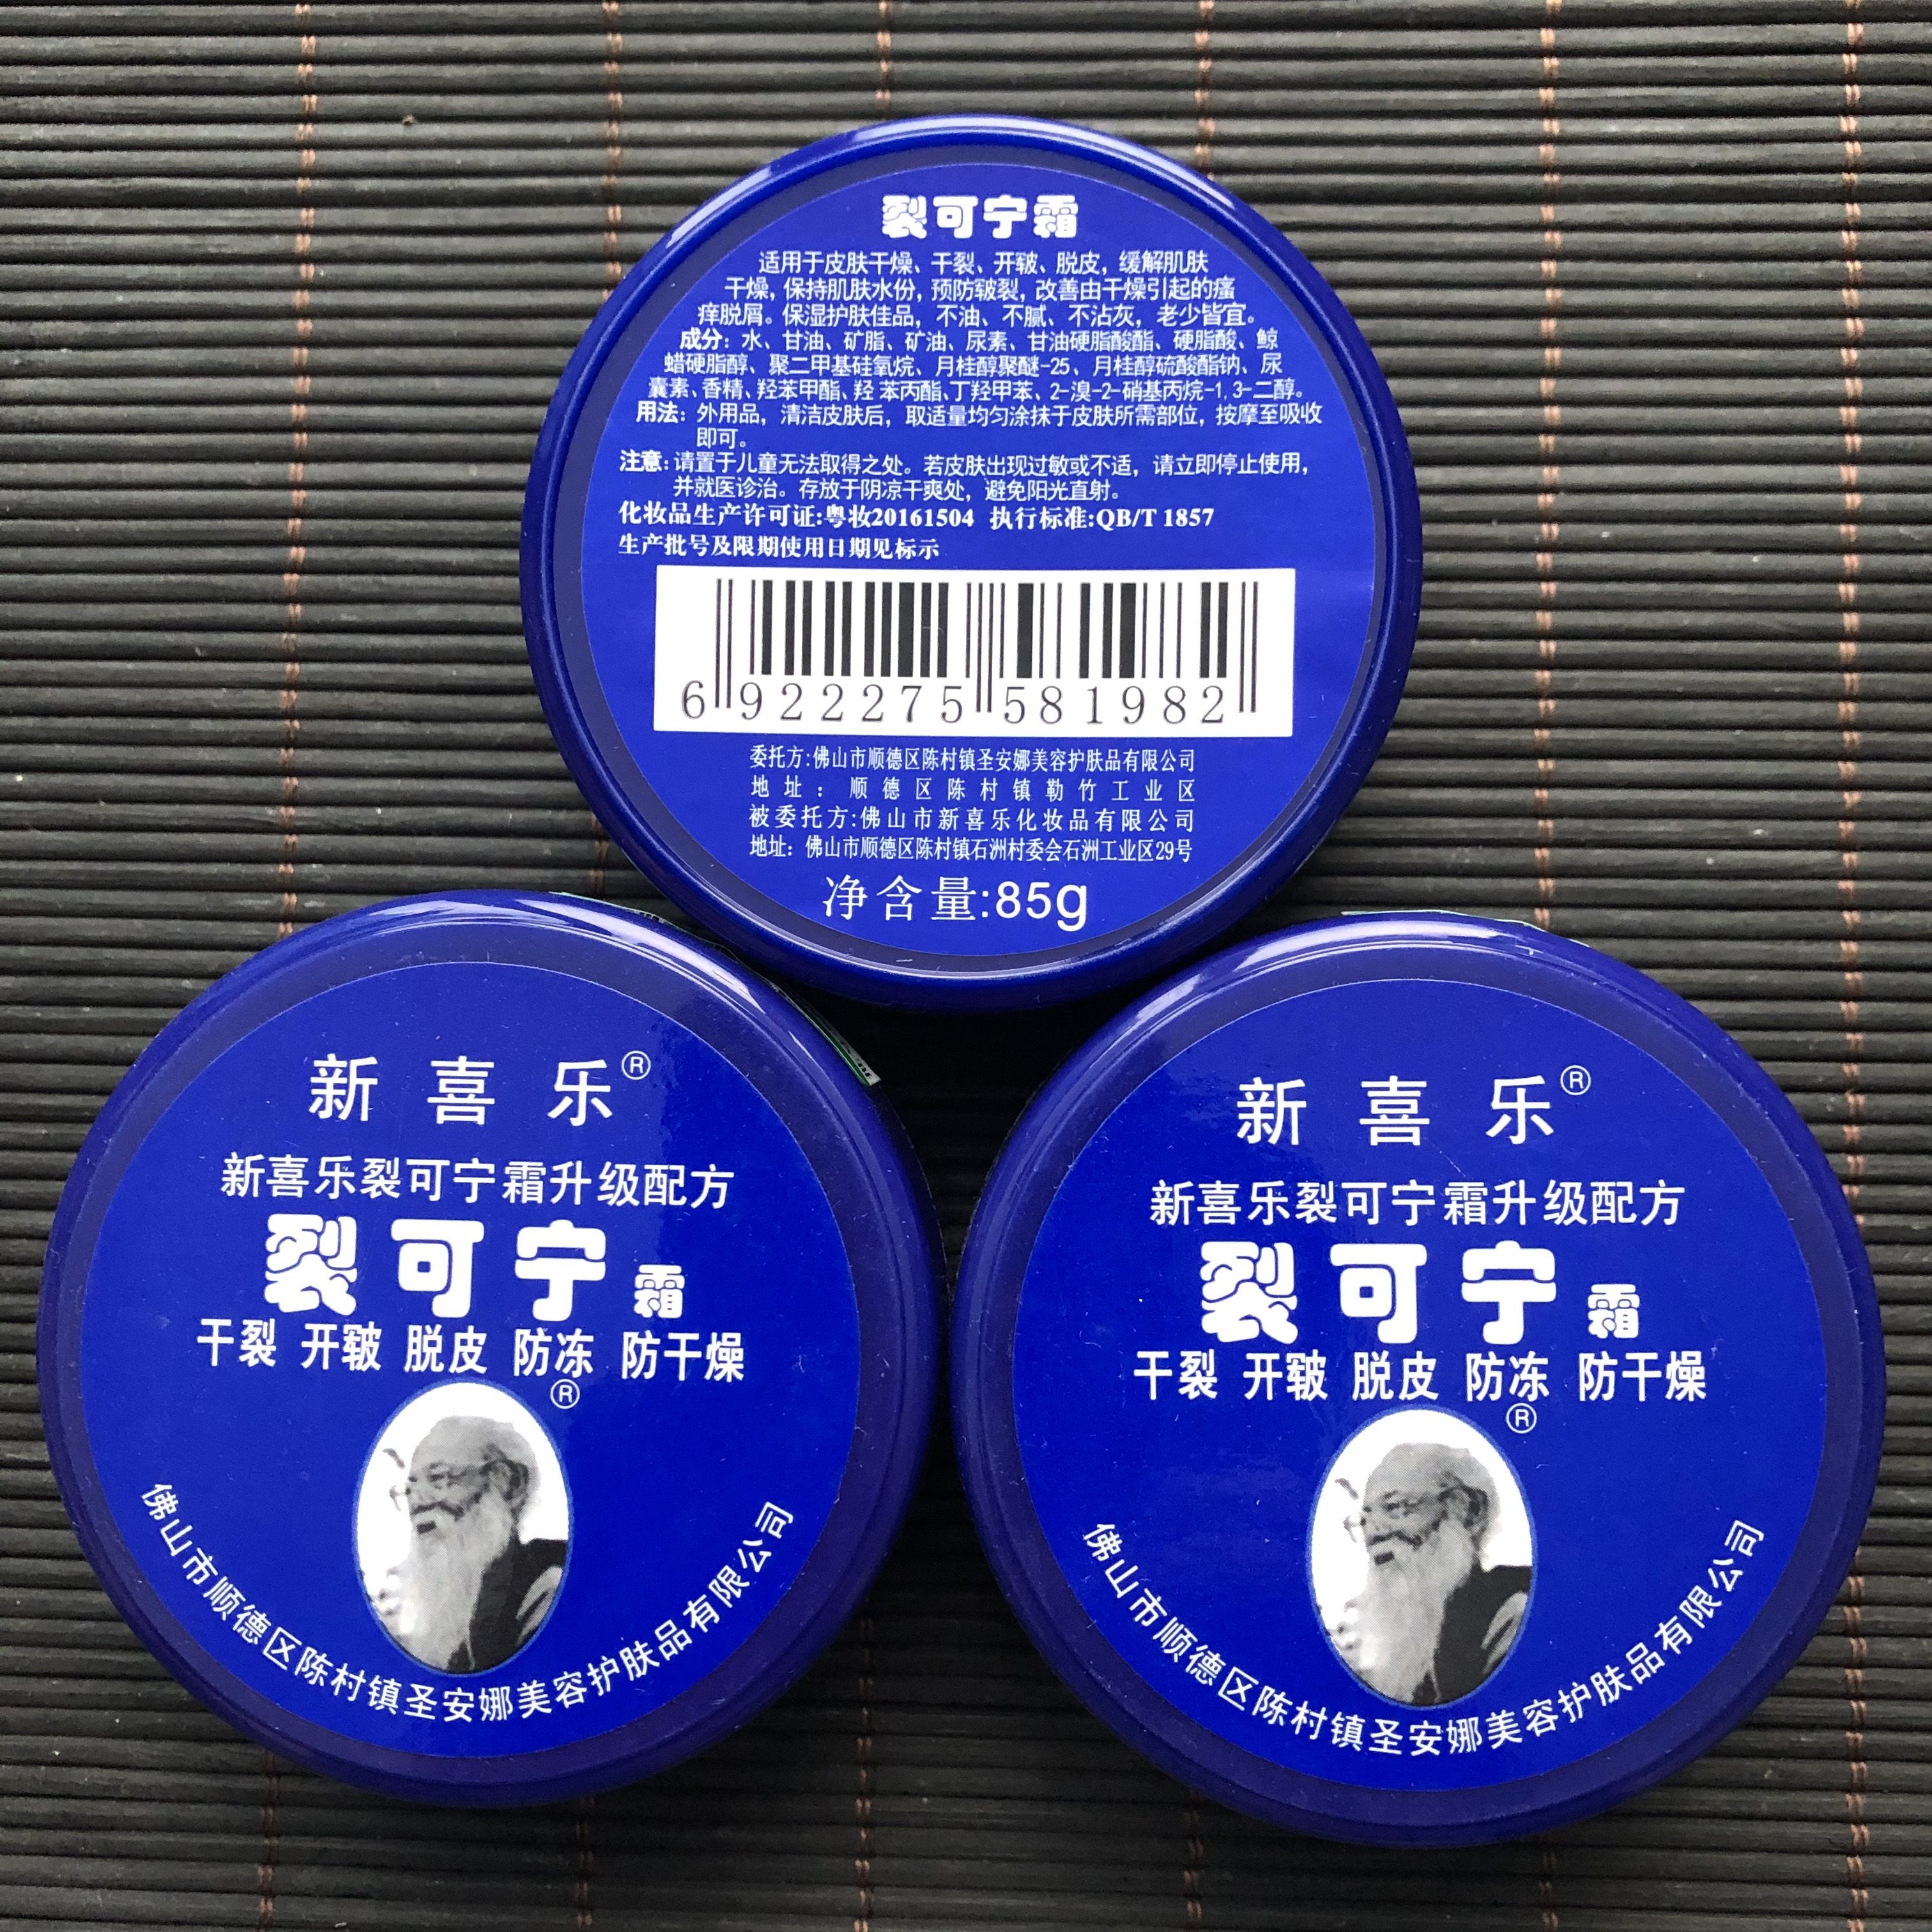 裂可宁霜
适用于皮肤干燥、干裂、开皲、脱皮，缓解肌肤
干燥，保持肌肤水份，预防皲裂，改善由干燥引起的瘙
痒脱屑。保湿护肤佳品，不油、不腻、不沾灰，老少皆宜。
成分：水、甘油、矿脂、矿油、尿素、甘油硬脂酸酯、硬脂酸、鲸
蜡硬脂醇、聚二甲基硅氧烷、月桂醇聚醚-25、月桂醇硫酸酯钠、尿
囊素、香精、羟苯甲酯、羟苯丙酯、丁羟甲苯、2-溴-2-硝基丙烷-1,3-二醇。
用法：外用品，清洁皮肤后，取适量均匀涂抹于皮肤所需部位，按摩至吸收
即可。
注意：请置于儿童无法取得之处。若皮肤出现过敏或不适，请立即停止使用，
并就医诊治。存放于阴凉干爽处，避免阳光直射。
化妆品生产许可证:粤妆20161504 执行标准:QB/T 1857
生产批号及限期使用日期见标示
6 922275 581982
委托方:佛山市顺德区陈村镇圣安娜美容护肤品有限公司
地址：顺德区陈村镇勒竹工业区
被委托方:佛山市新喜乐化妆品有限公司
地址：佛山市顺德区陈村镇石洲村委会石洲工业区29号
净含量:85g
新喜乐®
新喜乐裂可宁霜升级配方
裂可宁霜
干裂 开皲 脱皮 防冻 防干燥
®
佛山市顺德区陈村镇圣安娜美容护肤品有限公司
新喜乐®
新喜乐裂可宁霜升级配方
裂可宁霜
干裂 开皲 脱皮 防冻 防干燥
®
佛山市顺德区陈村镇圣安娜美容护肤品有限公司